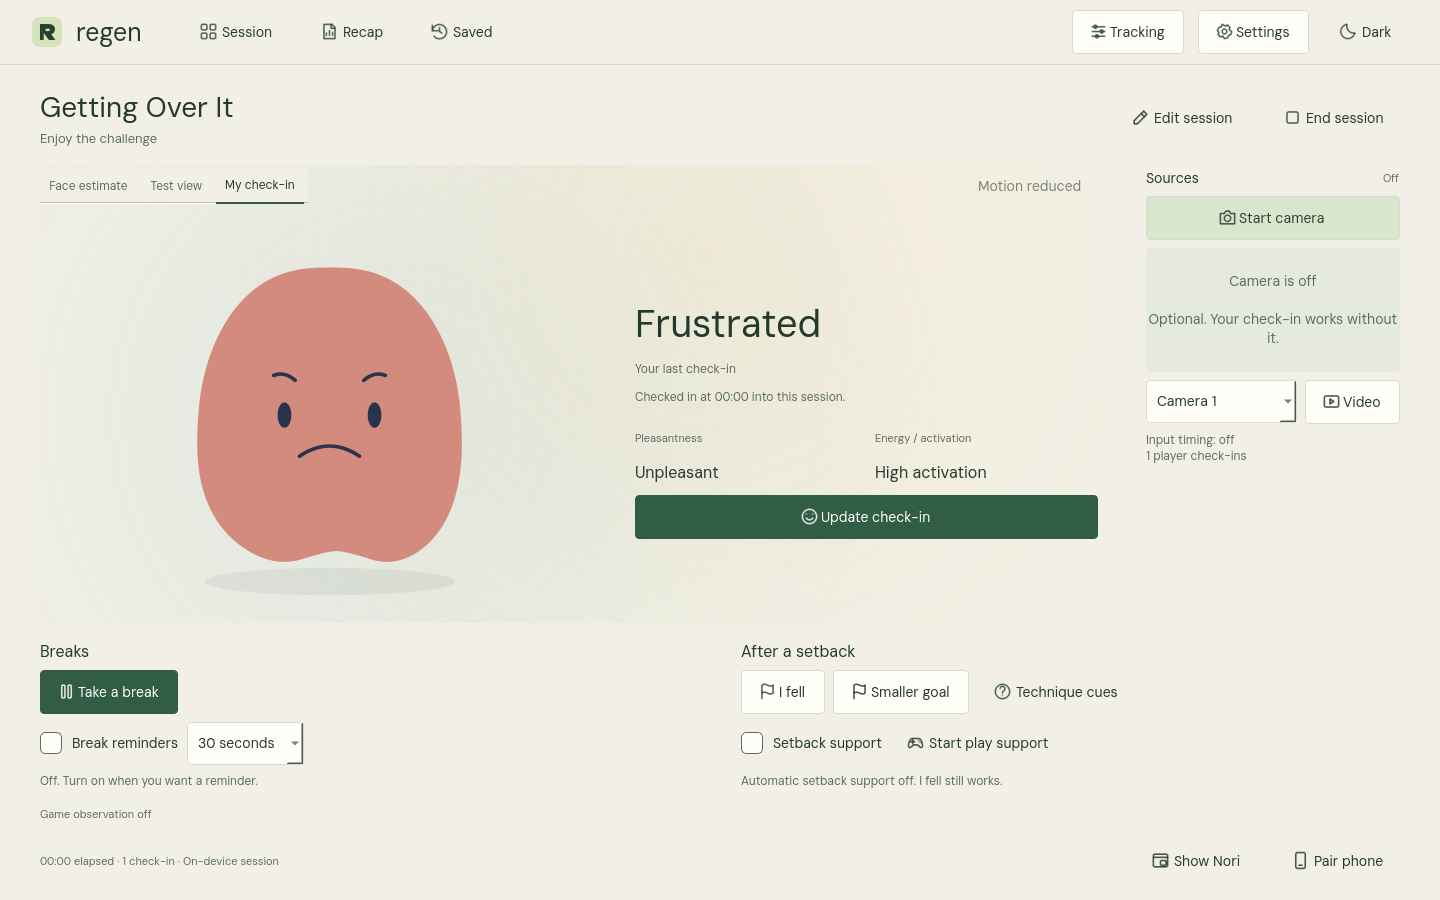 R regen
Session
Recap
Saved
Tracking
Settings
Dark
Getting Over It
Enjoy the challenge
Edit session
End session
Face estimate
Test view
My check-in
Motion reduced
Sources
Off
Start camera
Camera is off
Optional. Your check-in works without
it.
Camera 1
Video
Input timing: off
1 player check-ins
Frustrated
Your last check-in
Checked in at 00:00 into this session.
Pleasantness
Energy / activation
Unpleasant
High activation
Update check-in
Breaks
Take a break
Break reminders
30 seconds
Off. Turn on when you want a reminder.
Game observation off
After a setback
I fell
Smaller goal
Technique cues
Setback support
Start play support
Automatic setback support off. I fell still works.
00:00 elapsed · 1 check-in · On-device session
Show Nori
Pair phone